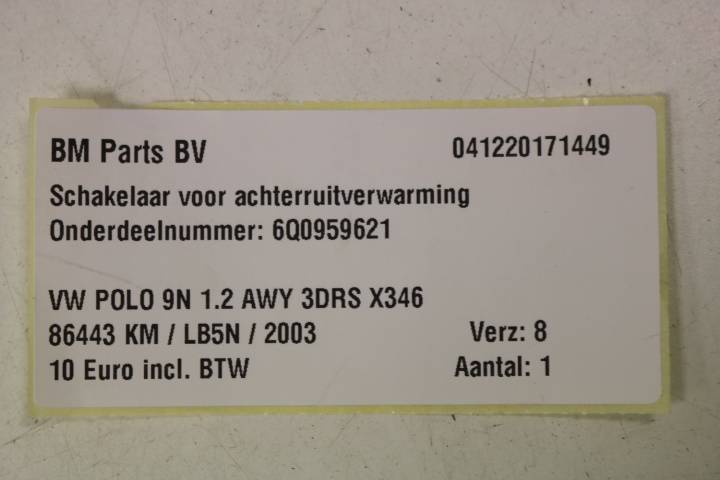 BM Parts BV 041220171449
Schakelaar voor achterruitverwarming
Onderdeelnummer: 6Q0959621
VW POLO 9N 1.2 AWY 3DRS X346
86443 KM / LB5N / 2003 Verz: 8
10 Euro incl. BTW Aantal: 1